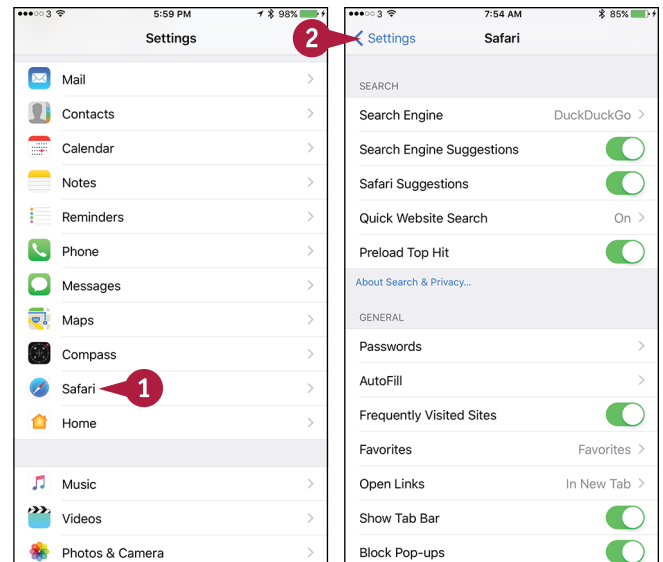 3 5:59 PM 98%
Settings
Mail
Contacts
Calendar
Notes
Reminders
Phone
Messages
Maps
Compass
Safari 1
Home
Music
Videos
Photos & Camera
3 7:54 AM 85%
2 Settings Safari
SEARCH
Search Engine DuckDuckGo
Search Engine Suggestions
Safari Suggestions
Quick Website Search On
Preload Top Hit
About Search & Privacy...
GENERAL
Passwords
AutoFill
Frequently Visited Sites
Favorites Favorites
Open Links In New Tab
Show Tab Bar
Block Pop-ups